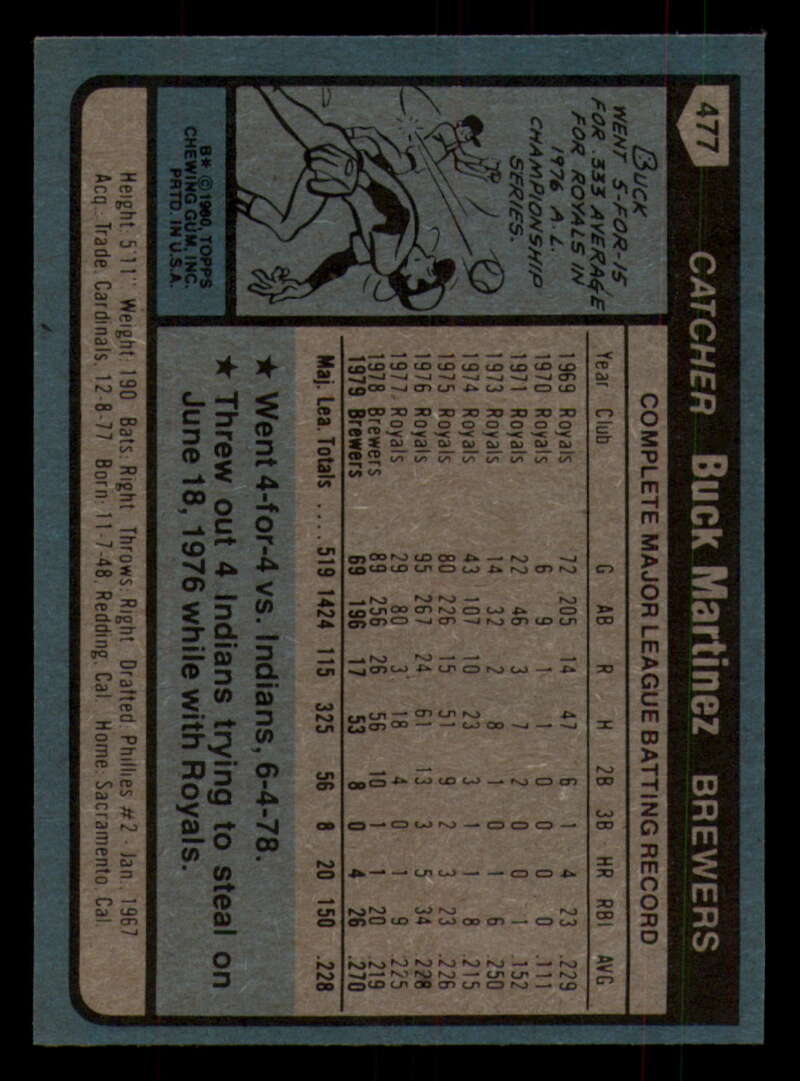 477 CATCHER Buck Martinez BREWERS
BUCK
WENT 5-FOR-15
FOR .333 AVERAGE
FOR ROYALS IN
1976 A.L.
CHAMPIONSHIP
SERIES.
B* © 1980, TOPPS
CHEWING GUM, INC.
PRTD. IN U.S.A.
COMPLETE MAJOR LEAGUE BATTING RECORD
Year Club G AB R H 2B 3B HR RBI AVG
1969 Royals 72 205 14 47 6 1 4 23 .229
1970 Royals 6 9 1 1 0 0 0 0 .111
1971 Royals 22 46 3 7 2 0 0 1 .152
1973 Royals 14 32 2 8 1 0 1 6 .250
1974 Royals 43 107 10 23 3 1 1 8 .215
1975 Royals 80 226 15 51 9 2 3 23 .226
1976 Royals 95 267 24 61 13 3 5 34 .228
1977 Royals 29 80 3 18 4 0 1 9 .225
1978 Brewers 89 256 26 56 10 1 1 20 .219
1979 Brewers 69 196 17 53 8 0 4 26 .270
Maj. Lea. Totals .... 519 1424 115 325 56 8 20 150 .228
★ Went 4-for-4 vs. Indians, 6-4-78.
★ Threw out 4 Indians trying to steal on
June 18, 1976 while with Royals.
Height: 5'11" Weight: 190 Bats: Right Throws: Right Drafted: Phillies #2 - Jan., 1967
Acq.: Trade, Cardinals, 12-8-77 Born: 11-7-48, Redding, Cal. Home: Sacramento, Cal.